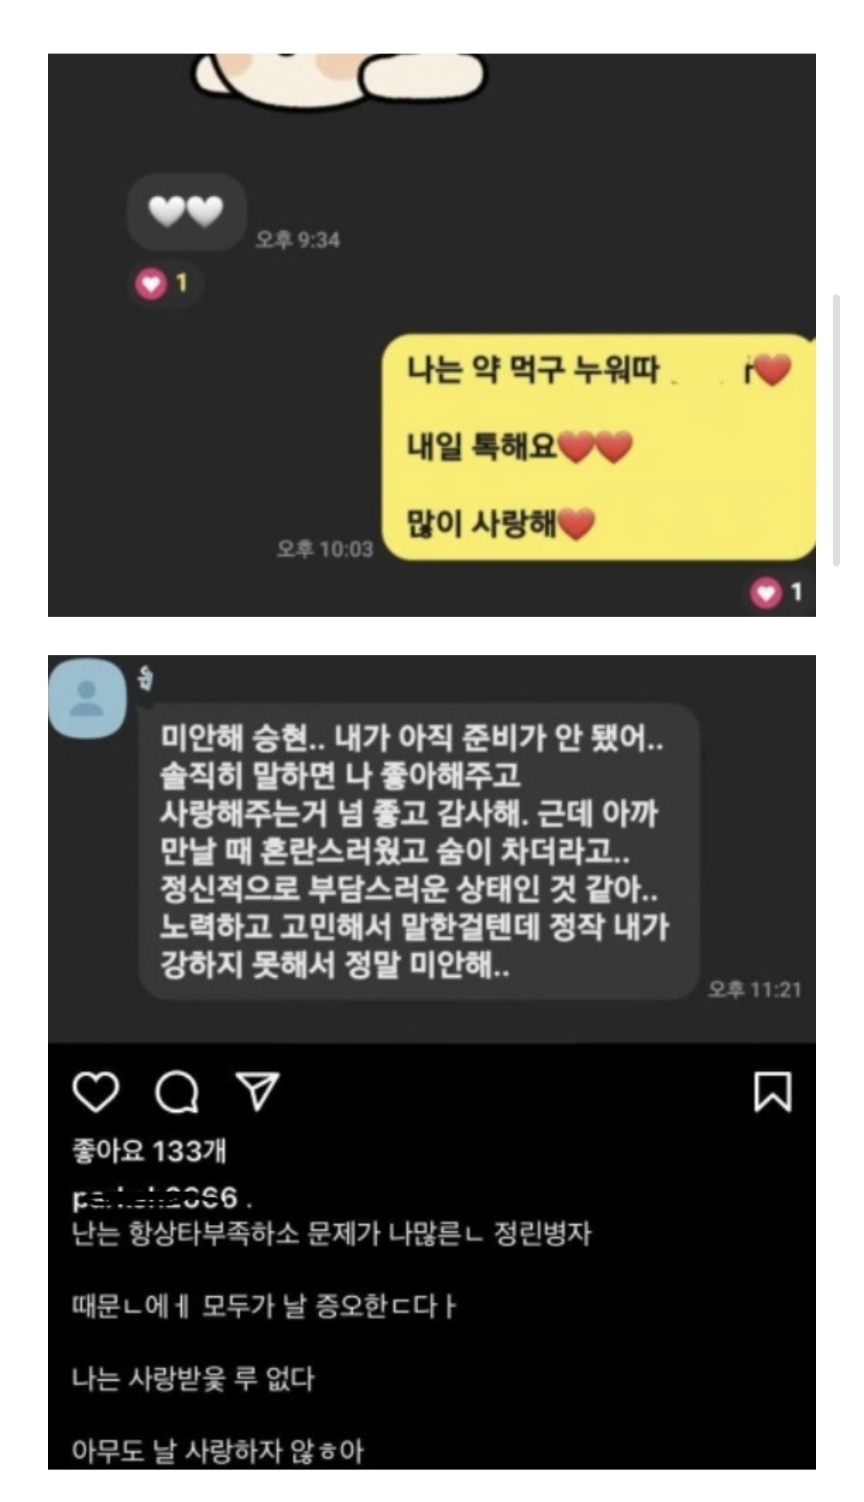 오후 9:34
1
나는 약 먹구 누워따
내일 톡해요❤️❤️
많이 사랑해❤️
오후 10:03
1
미안해 승현.. 내가 아직 준비가 안 됐어..
솔직히 말하면 나 좋아해주고
사랑해주는거 넘 좋고 감사해. 근데 아까
만날 때 혼란스러웠고 숨이 차더라고..
정신적으로 부담스러운 상태인 것 같아..
노력하고 고민해서 말한걸텐데 정작 내가
강하지 못해서 정말 미안해..
오후 11:21
좋아요 133개
난는 항상타부족하소 문제가 나많른ㄴ 정린병자
때문ㄴ에ㅔ 모두가 날 증오한ㄷ다ㅏ
나는 사랑받웆 루 없다
아무도 날 사랑하자 않ㅎ아